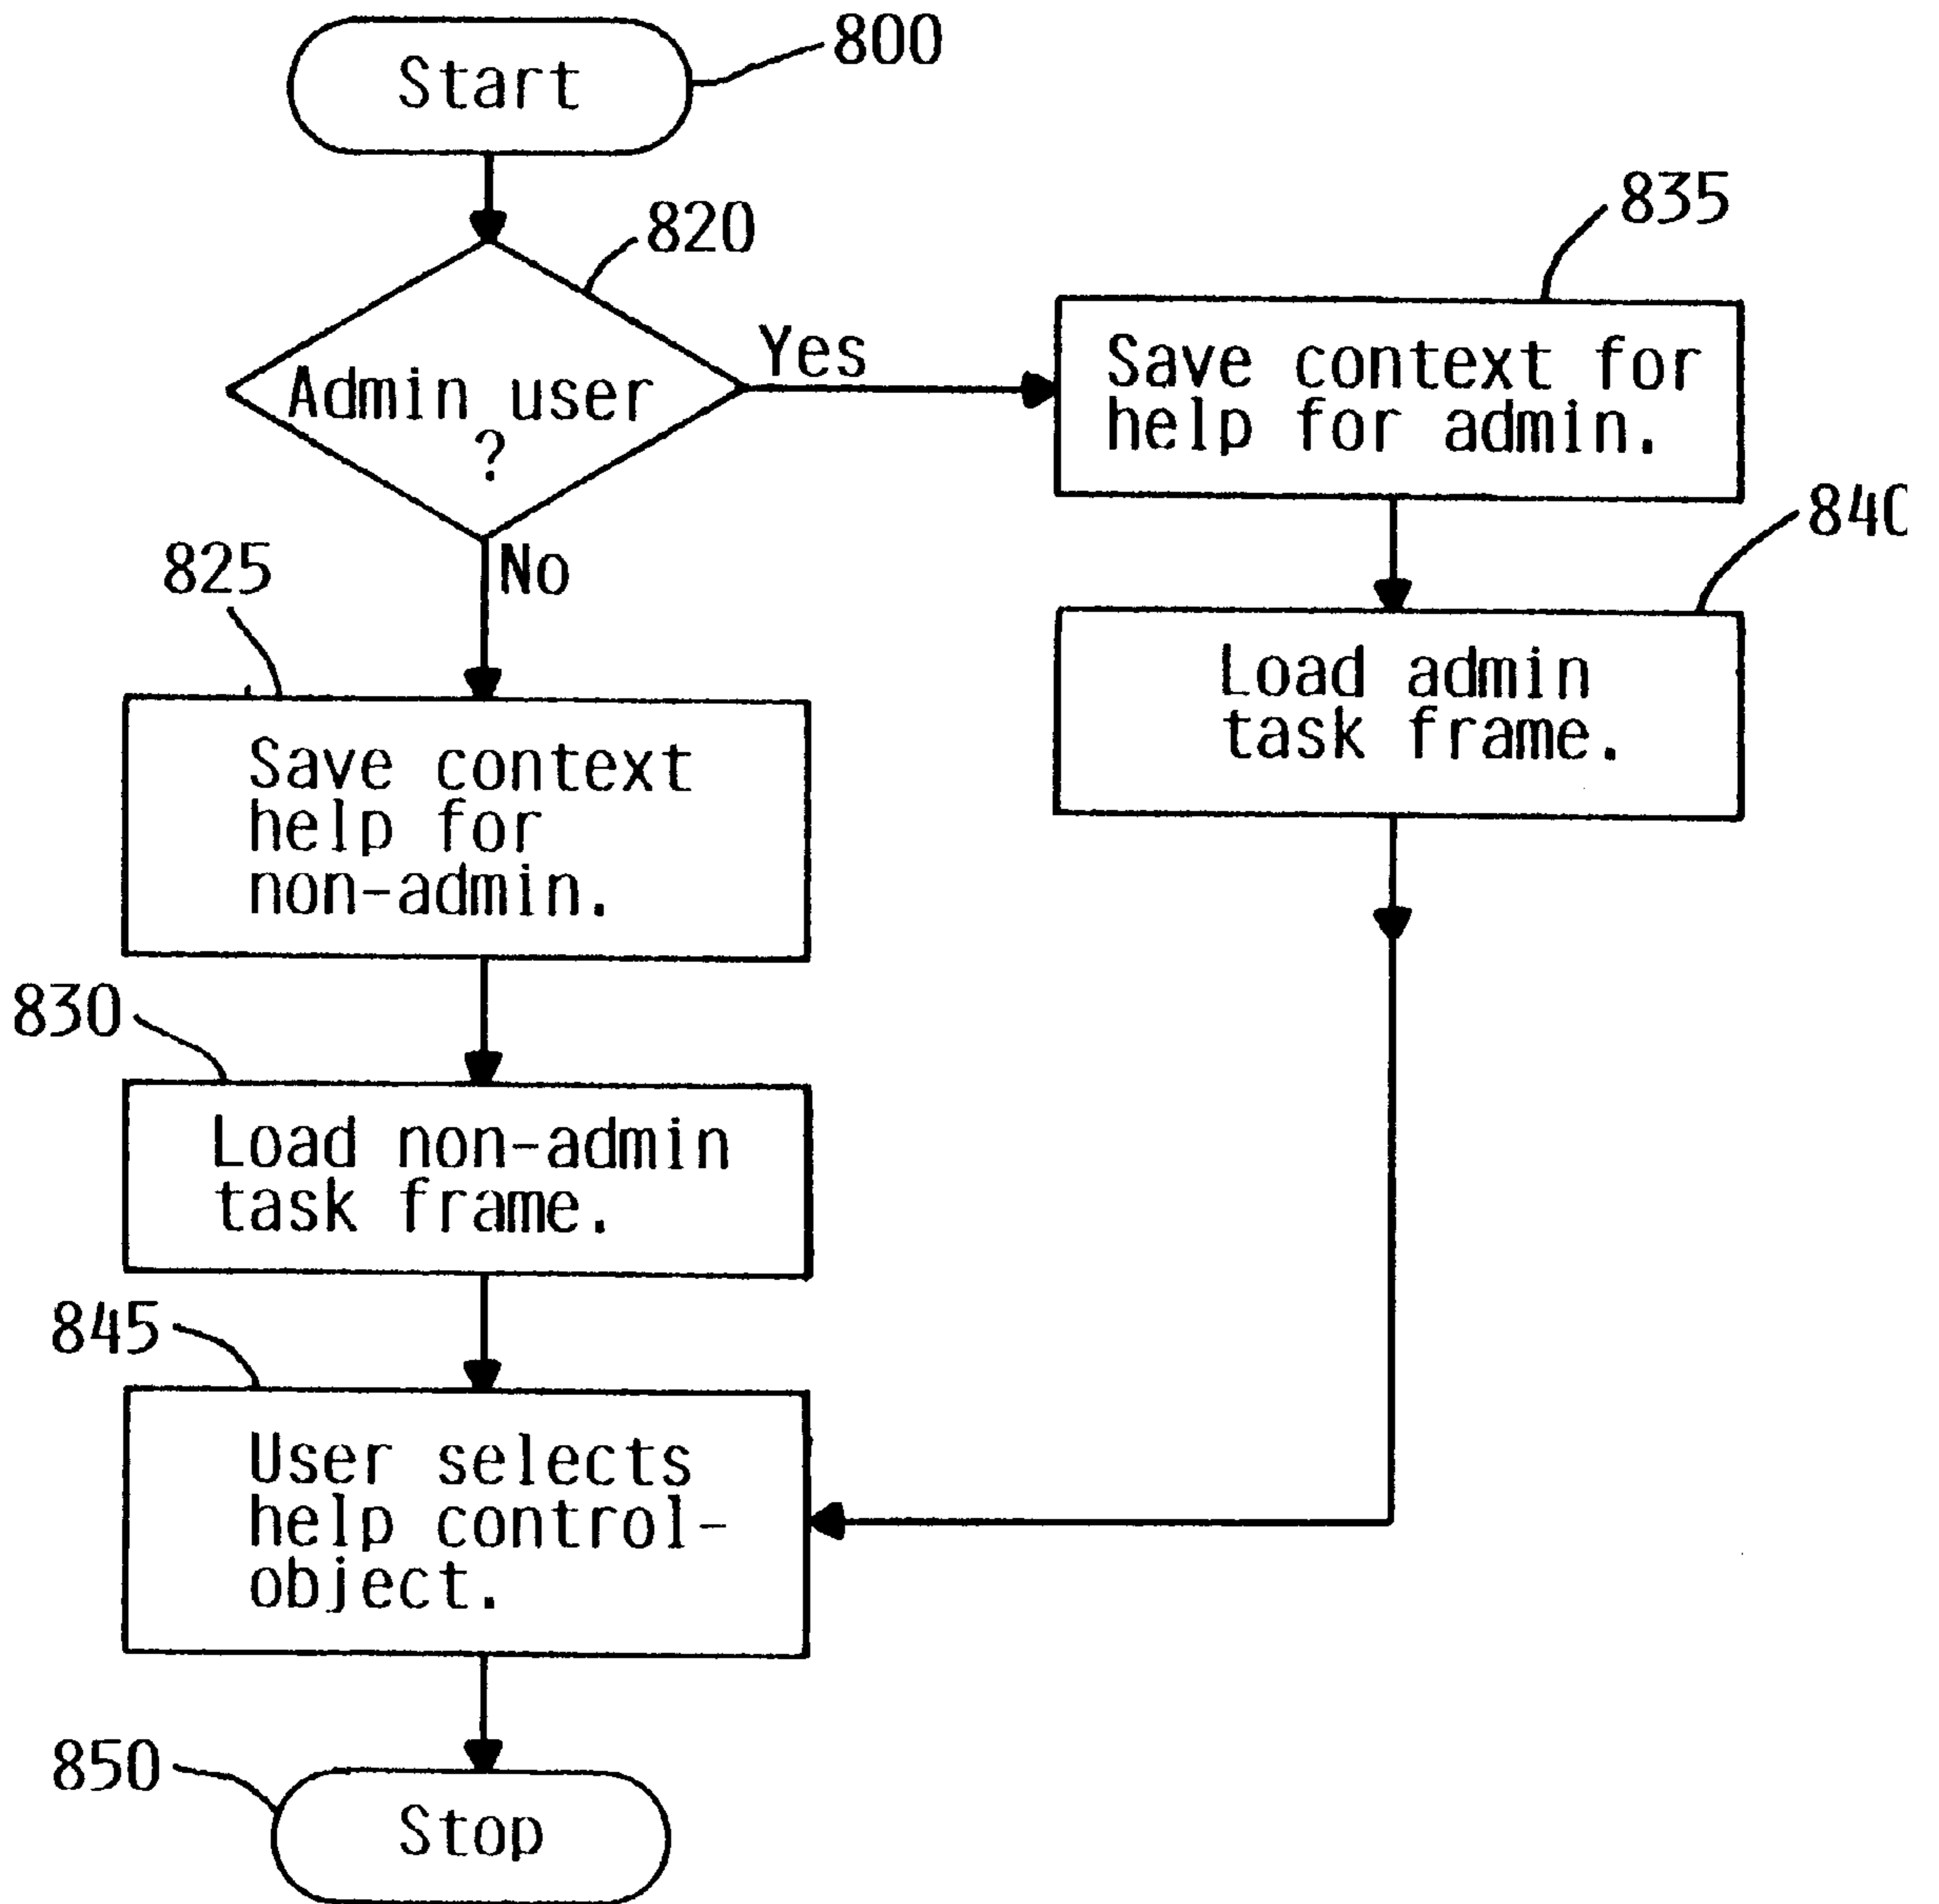 Start
800
820
Admin user
?
Yes
835
Save context for
help for admin.
840
Load admin
task frame.
No
825
Save context
help for
non-admin.
830
Load non-admin
task frame.
845
User selects
help control-
object.
850
Stop